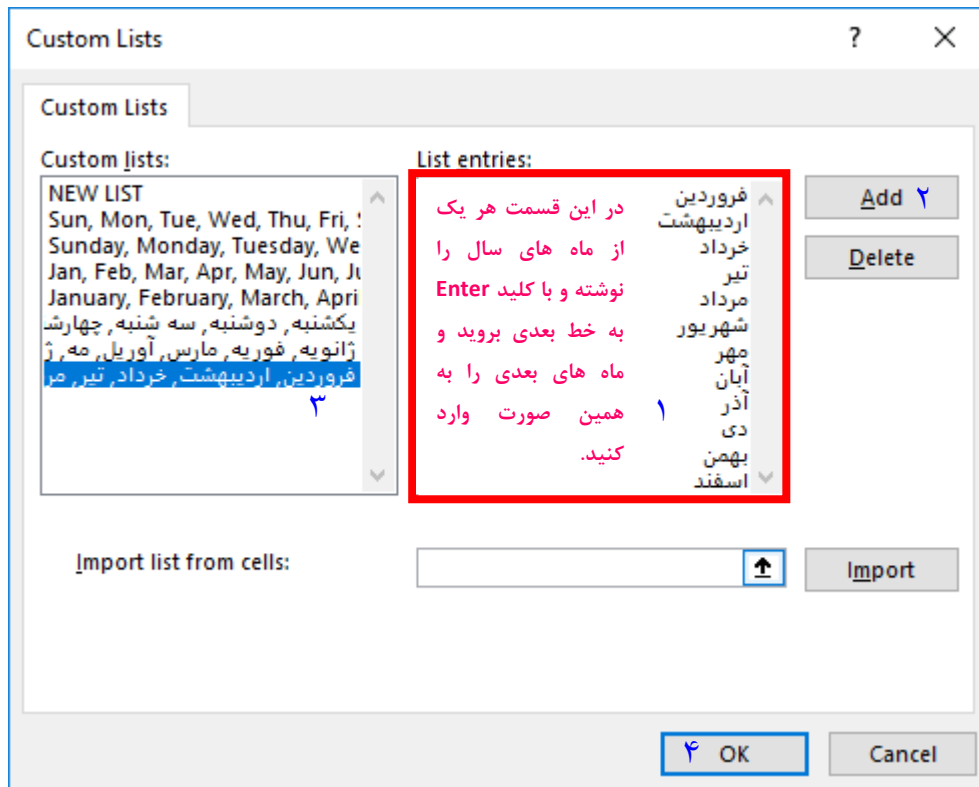 Custom Lists
?
Custom Lists
Custom lists:
NEW LIST
Sun, Mon, Tue, Wed, Thu, Fri, S
Sunday, Monday, Tuesday, We
Jan, Feb, Mar, Apr, May, Jun, Ju
January, February, March, Apri
یکشنبه, دوشنبه, سه شنبه, چهارش
ژانویه, فوریه, مارس, آوریل, مه, ژ
فروردین, اردیبهشت, خرداد, تیر, مر
۳
List entries:
فروردین
اردیبهشت
خرداد
تیر
مرداد
شهریور
مهر
آبان
آذر
دی
بهمن
اسفند
در این قسمت هر یک
از ماه های سال را
نوشته و با کلید Enter
به خط بعدی بروید و
ماه های بعدی را به
همین صورت وارد
کنید.
۱
Add ۲
Delete
Import list from cells:
Import
۴ OK
Cancel